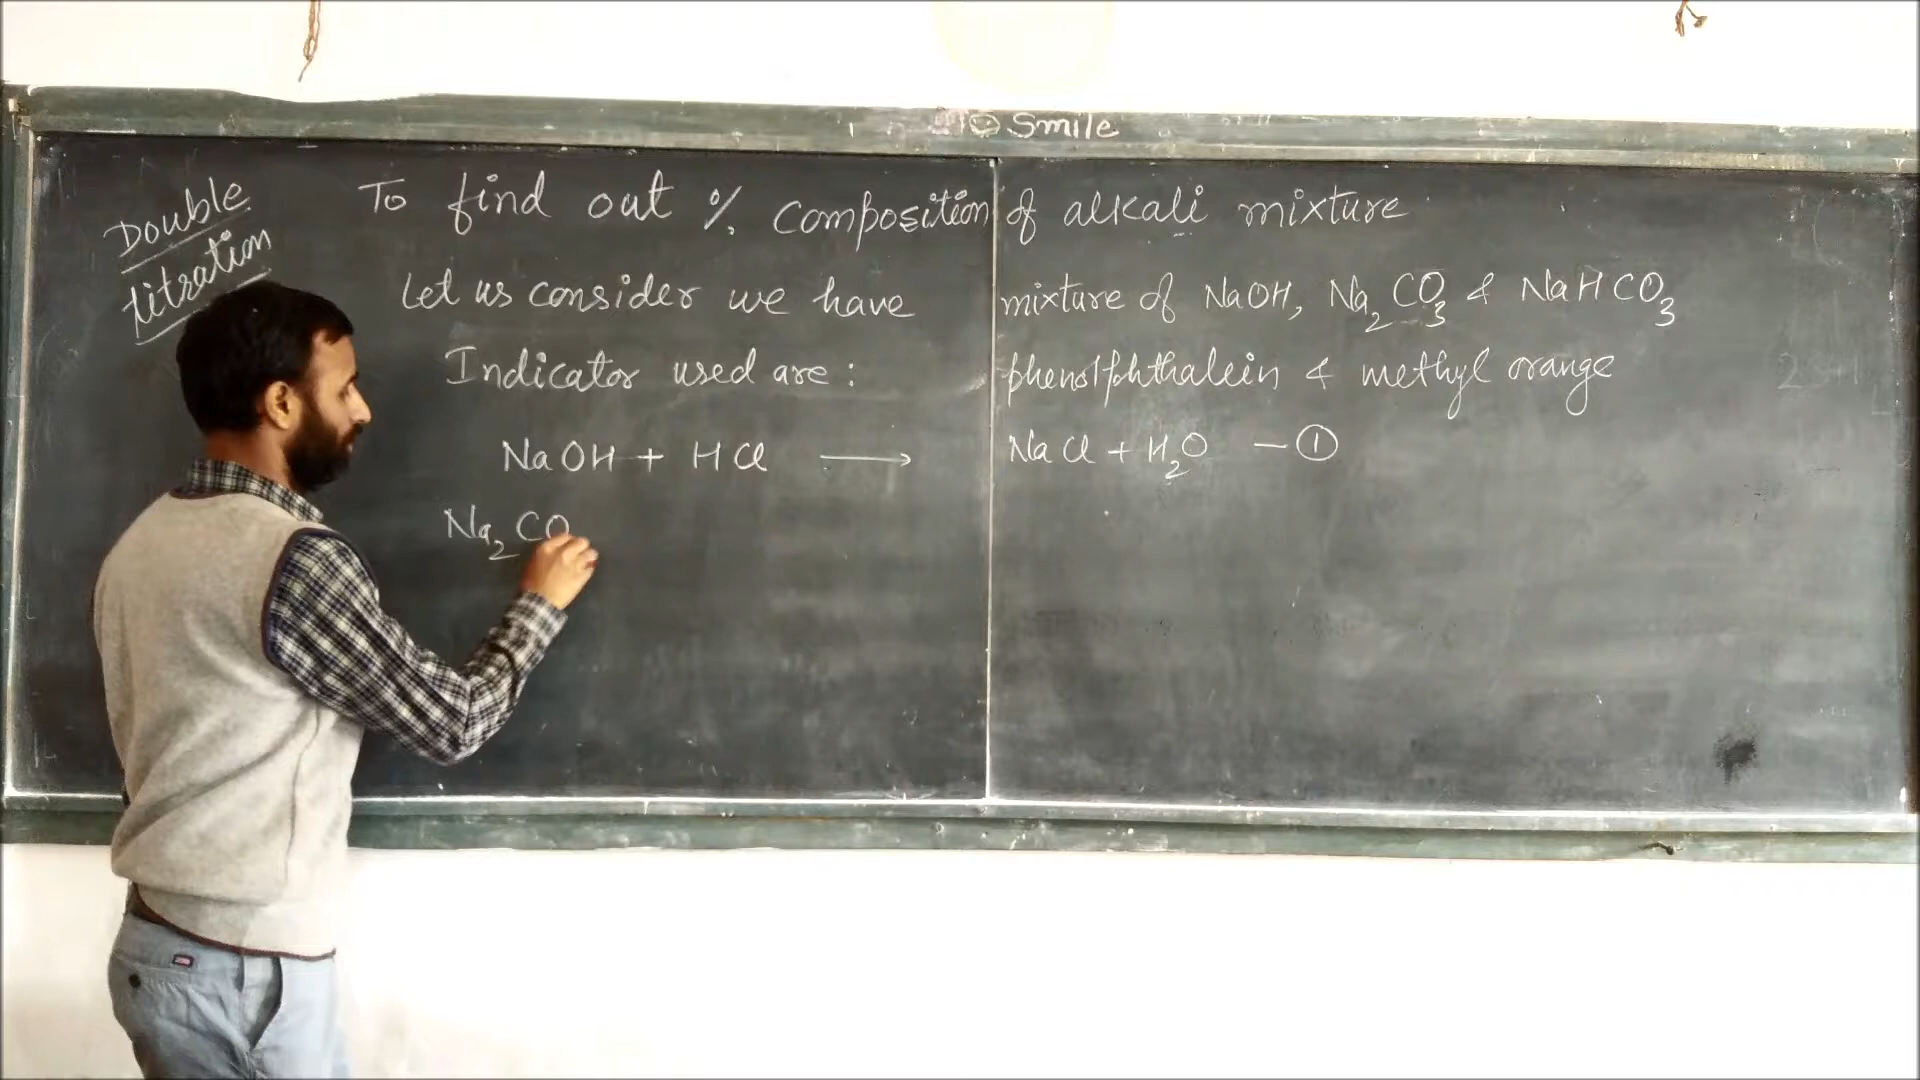 ☺ Smile
Double
titration
To find out % composition of alkali mixture
Let us consider we have mixture of NaOH, Na₂CO₃ & NaHCO₃
Indicator used are: phenolphthalein & methyl orange
NaOH + HCl ⟶ NaCl + H₂O — ①
Na₂CO